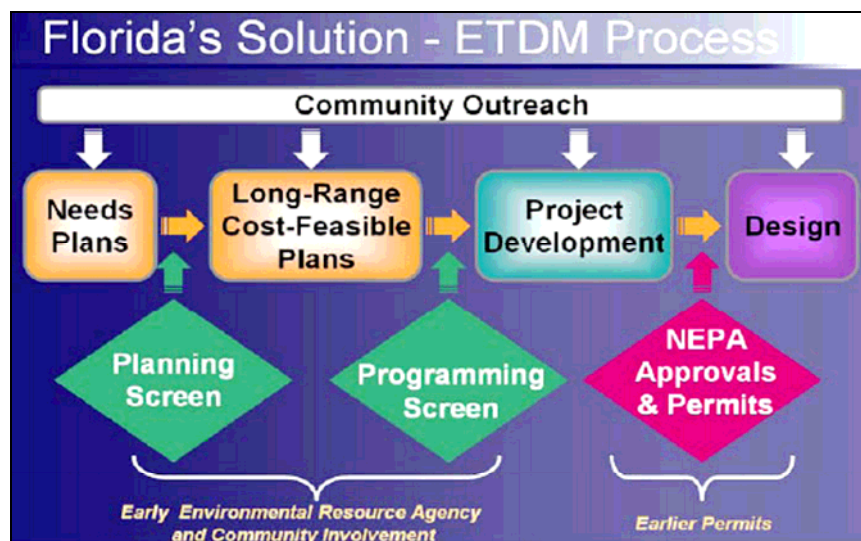 Florida's Solution - ETDM Process
Community Outreach
Needs
Plans
Long-Range
Cost-Feasible
Plans
Project
Development
Design
Planning
Screen
Programming
Screen
NEPA
Approvals
& Permits
Early Environmental Resource Agency
and Community Involvement
Earlier Permits